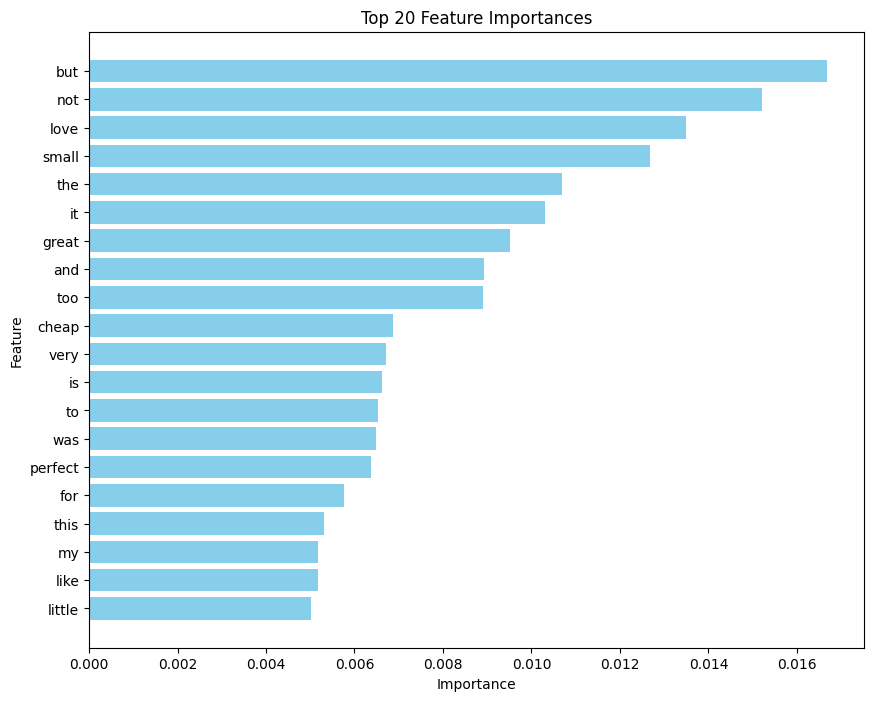 Top 20 Feature Importances
but
not
love
small
the
it
great
and
too
cheap
very
is
to
was
perfect
for
this
my
like
little
Feature
0.000 0.002 0.004 0.006 0.008 0.010 0.012 0.014 0.016
Importance